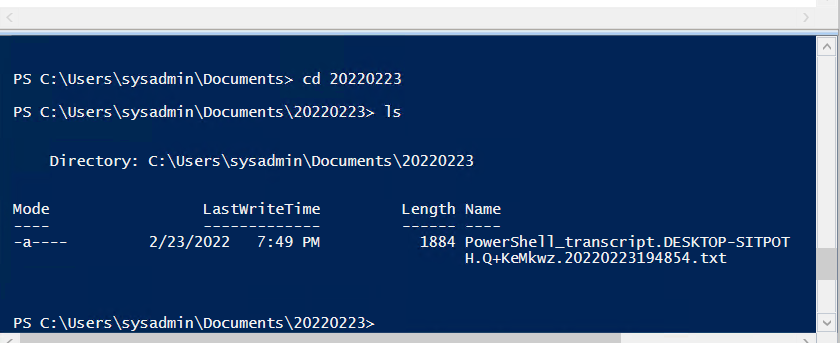 PS C:\Users\sysadmin\Documents> cd 20220223
PS C:\Users\sysadmin\Documents\20220223> ls
Directory: C:\Users\sysadmin\Documents\20220223
Mode LastWriteTime Length Name
---- ------------- ------ ----
-a---- 2/23/2022 7:49 PM 1884 PowerShell_transcript.DESKTOP-SITPOT
H.Q+KeMkwz.20220223194854.txt
PS C:\Users\sysadmin\Documents\20220223>